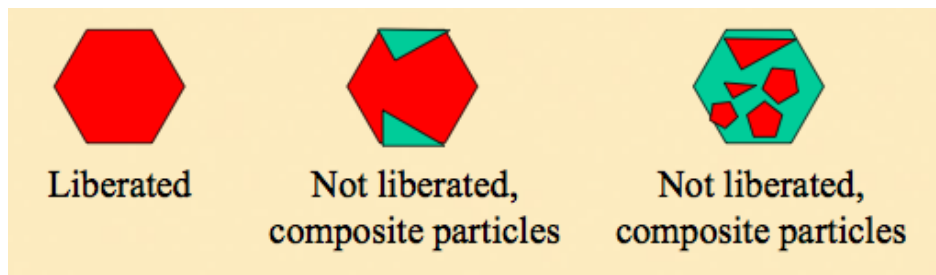 Liberated
Not liberated,
composite particles
Not liberated,
composite particles